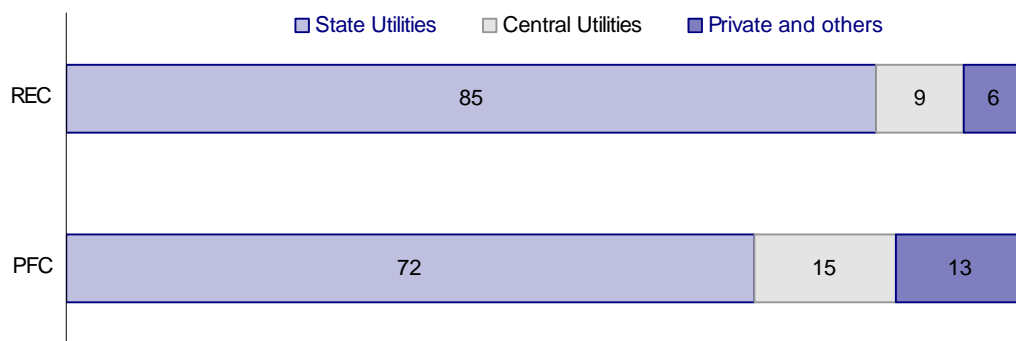 State Utilities Central Utilities Private and others
REC 85 9 6
PFC 72 15 13